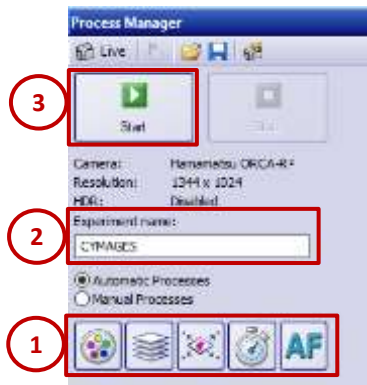 Process Manager
Live
3
Start
Camera: Hamamatsu ORCA-R²
Resolution: 1344 x 1024
HDR: Disabled
2
Experiment name:
CYMAGES
Automatic Processes
Manual Processes
1
AF